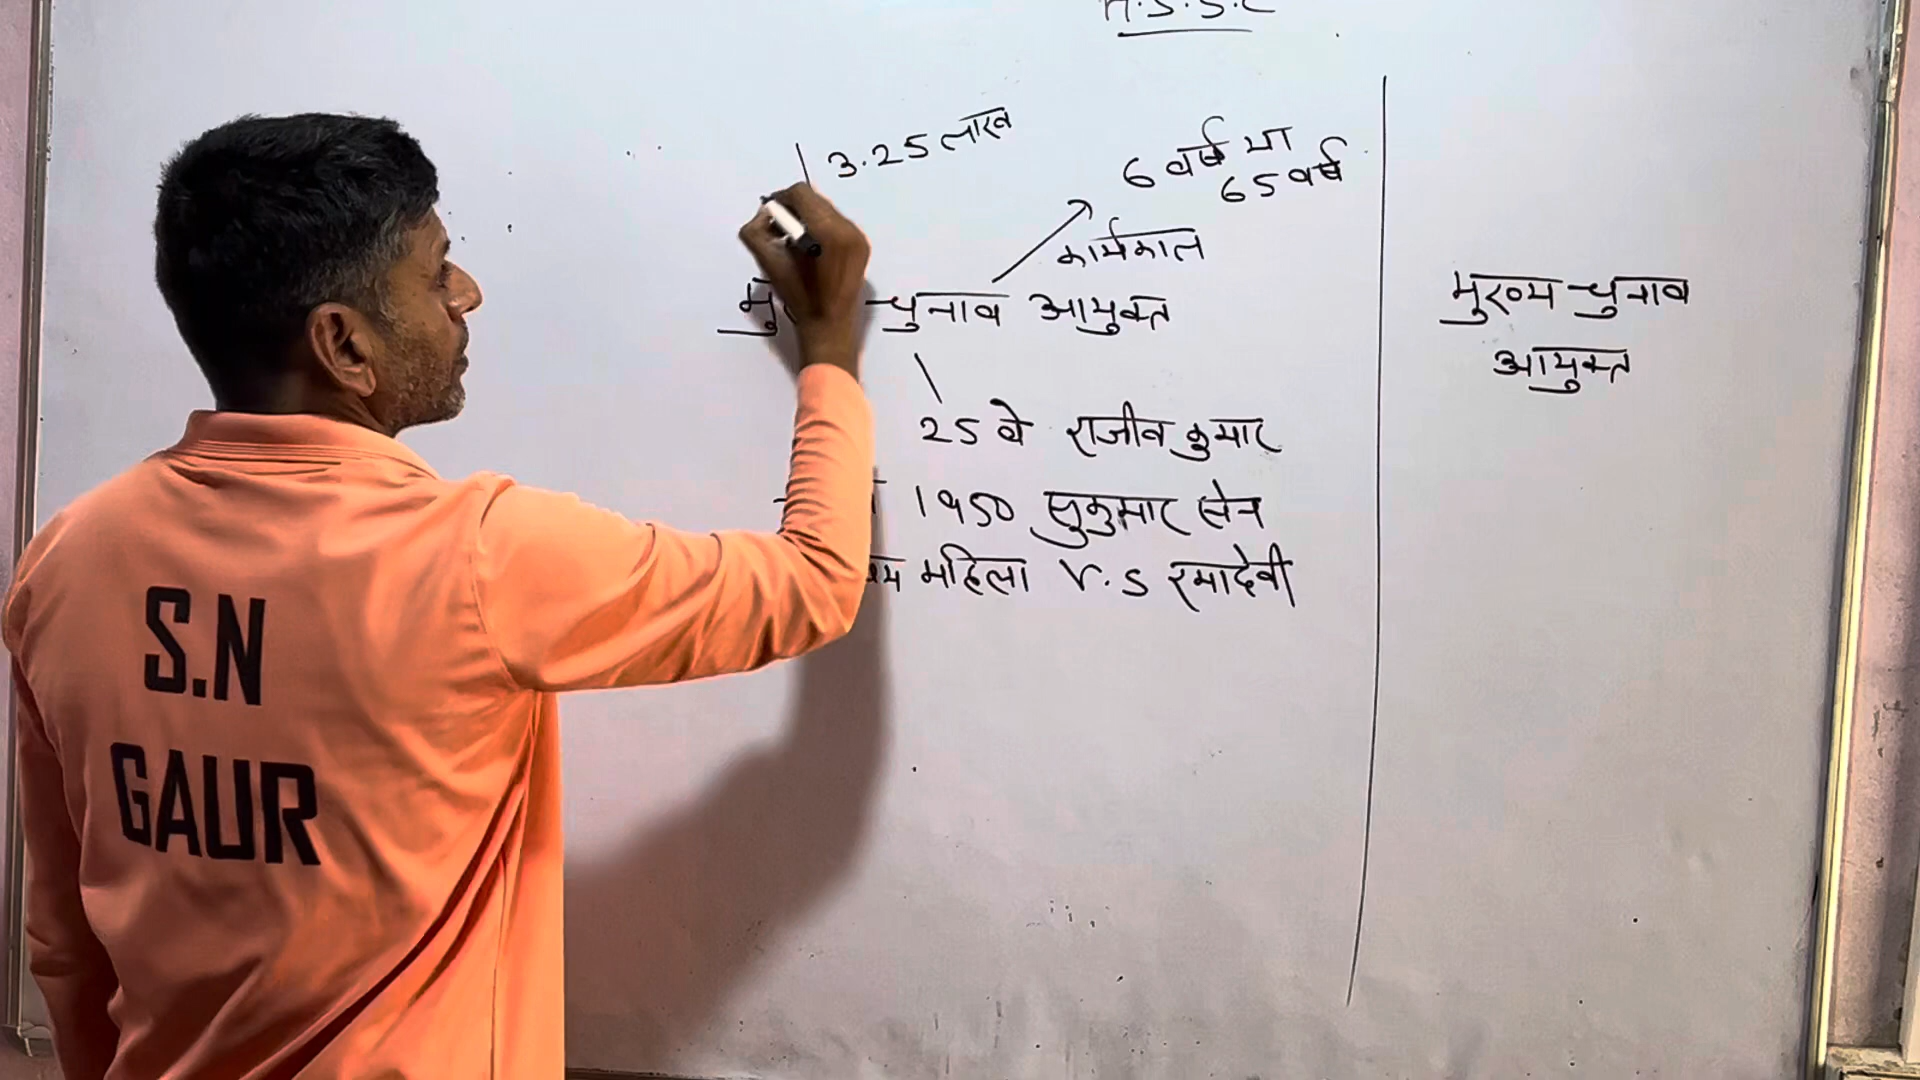 H.S.S.C
3.25 लाख
6 वर्ष या
65 वर्ष
कार्यकाल
चुनाव आयुक्त
मुख्य चुनाव
आयुक्त
25 वे राजीव कुमार
1950 सुकुमार सेन
महिला V.S रमादेवी
S.N
GAUR